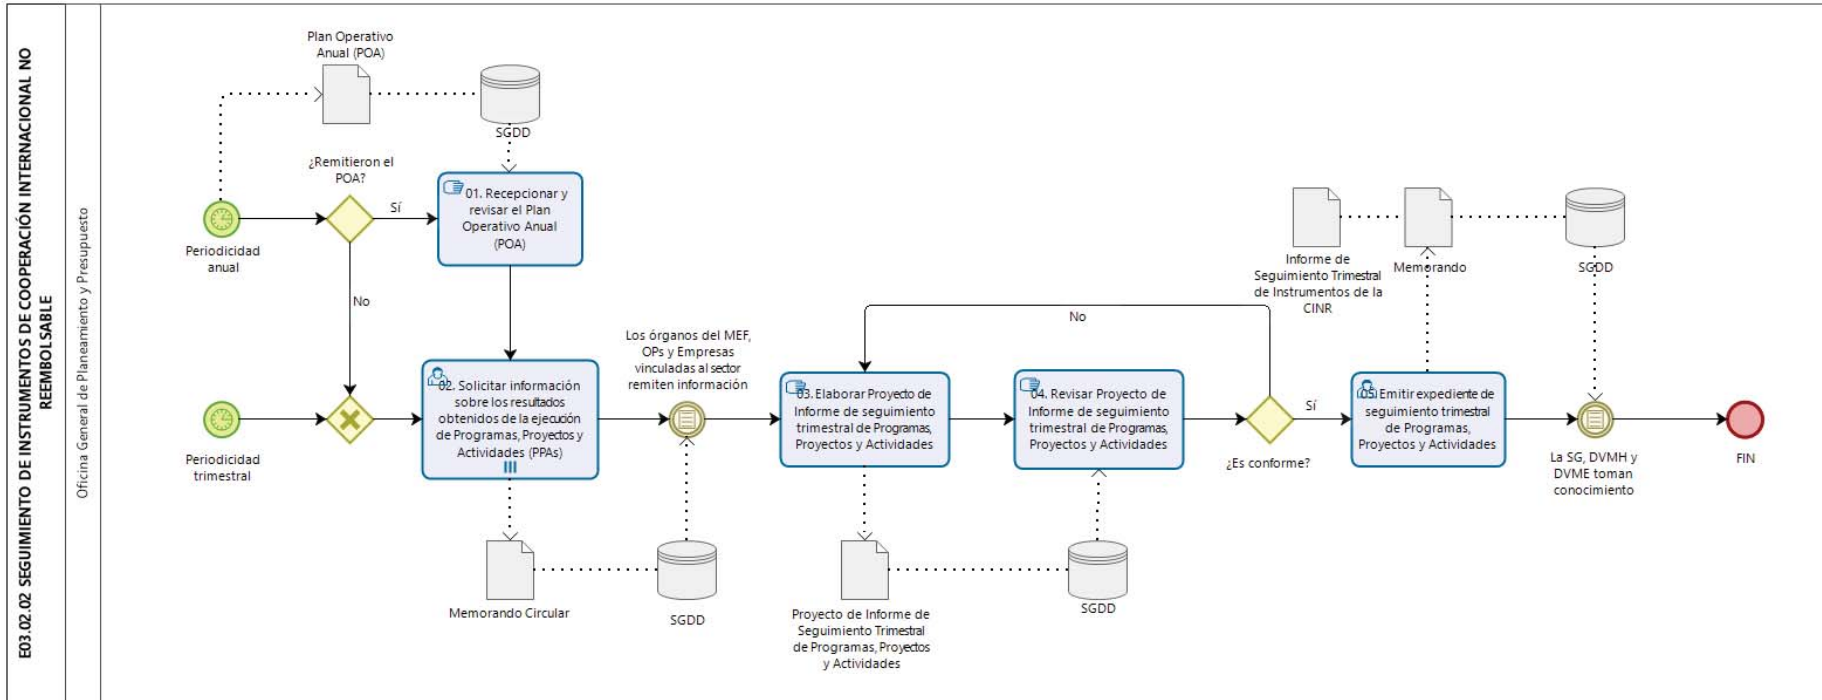 E03.02.02 SEGUIMIENTO DE INSTRUMENTOS DE COOPERACIÓN INTERNACIONAL NO
REEMBOLSABLE
Oficina General de Planeamiento y Presupuesto
Plan Operativo
Anual (POA)
SGDD
¿Remitieron el
POA?
Periodicidad
anual
Sí
01. Recepcionar y
revisar el Plan
Operativo Anual
(POA)
No
Periodicidad
trimestral
02. Solicitar información
sobre los resultados
obtenidos de la ejecución
de Programas, Proyectos y
Actividades (PPAs)
Memorando Circular
SGDD
Los órganos del MEF,
OPs y Empresas
vinculadas al sector
remiten información
03. Elaborar Proyecto de
Informe de seguimiento
trimestral de Programas,
Proyectos y Actividades
Proyecto de Informe de
Seguimiento Trimestral
de Programas, Proyectos
y Actividades
SGDD
04. Revisar Proyecto de
Informe de seguimiento
trimestral de Programas,
Proyectos y Actividades
No
¿Es conforme?
Sí
05. Emitir expediente de
seguimiento trimestral
de Programas,
Proyectos y Actividades
Informe de
Seguimiento Trimestral
de Instrumentos de la
CINR
Memorando
SGDD
La SG, DVMH y
DVME toman
conocimiento
FIN